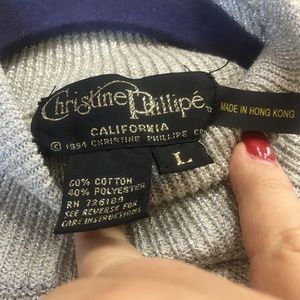 Christine Phillipé
CALIFORNIA
© 1994 CHRISTINE PHILLIPE CO.
L
MADE IN HONG KONG
60% COTTON
40% POLYESTER
RN 726109
SEE REVERSE FOR
CARE INSTRUCTIONS